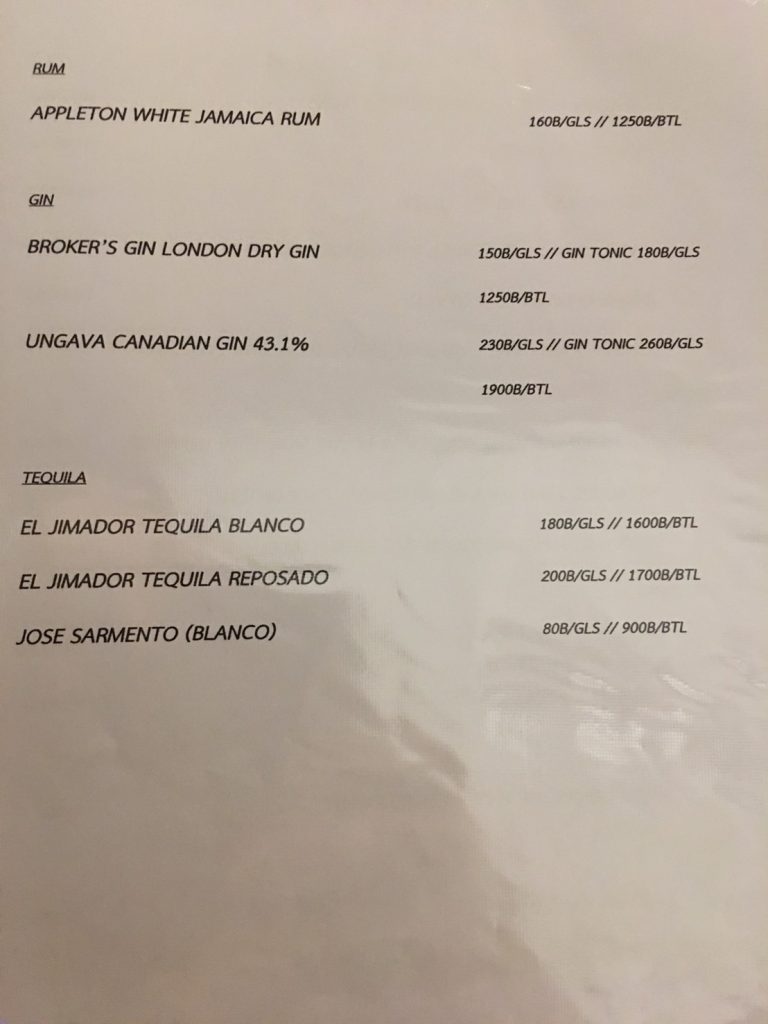 RUM
APPLETON WHITE JAMAICA RUM 160B/GLS // 1250B/BTL
GIN
BROKER'S GIN LONDON DRY GIN 150B/GLS // GIN TONIC 180B/GLS
1250B/BTL
UNGAVA CANADIAN GIN 43.1% 230B/GLS // GIN TONIC 260B/GLS
1900B/BTL
TEQUILA
EL JIMADOR TEQUILA BLANCO 180B/GLS // 1600B/BTL
EL JIMADOR TEQUILA REPOSADO 200B/GLS // 1700B/BTL
JOSE SARMENTO (BLANCO) 80B/GLS // 900B/BTL